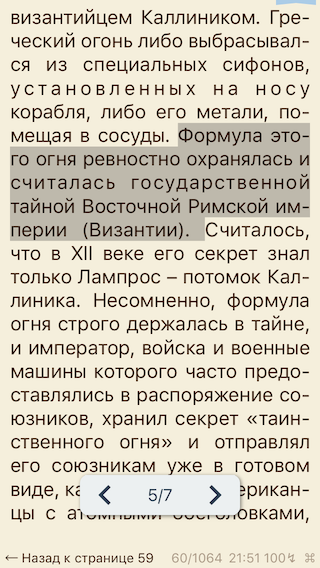 византийцем Каллиником. Гре-
ческий огонь либо выбрасывал-
ся из специальных сифонов,
установленных на носу
корабля, либо его метали, по-
мещая в сосуды. Формула это-
го огня ревностно охранялась и
считалась государственной
тайной Восточной Римской им-
перии (Византии). Считалось,
что в XII веке его секрет знал
только Лампрос – потомок Кал-
линика. Несомненно, формула
огня строго держалась в тайне,
и император, войска и военные
машины которого часто предо-
ставлялись в распоряжение со-
юзников, хранил секрет «таин-
ственного огня» и отправлял
его союзникам уже в готовом
виде,
5/7
цы с
← Назад к странице 59 60/1064 21:51 100↯ ⌘